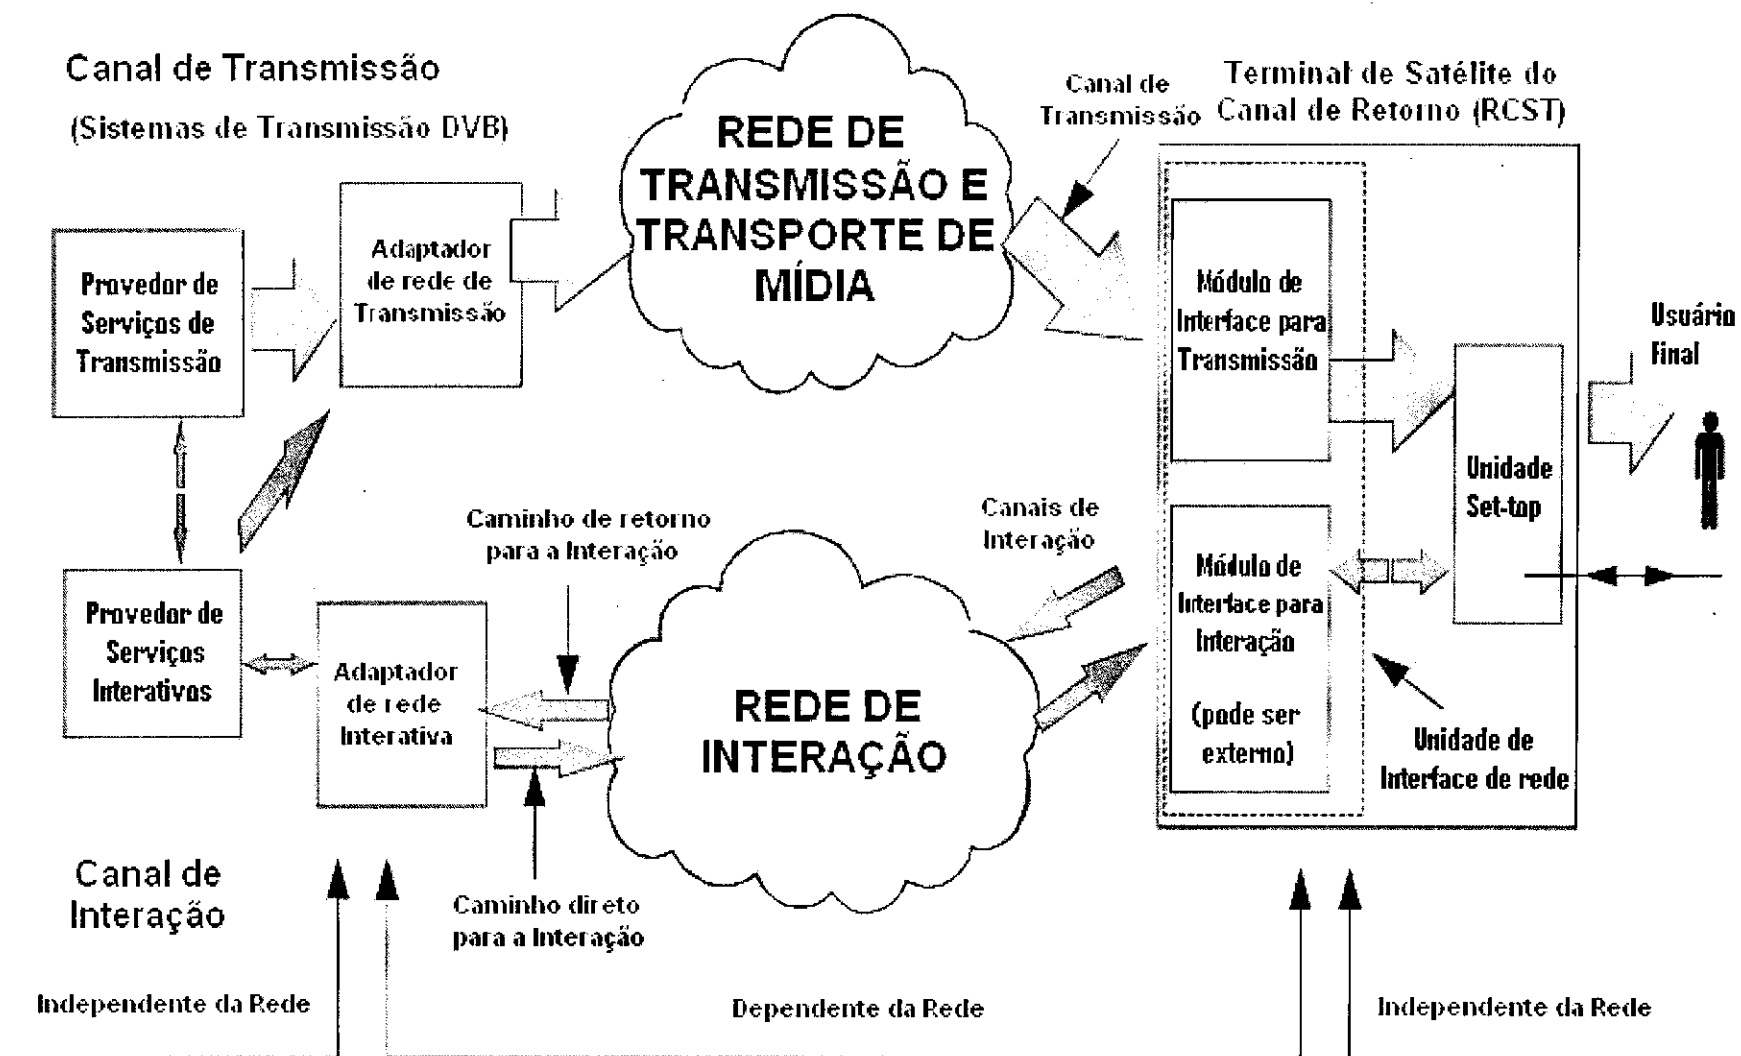 Canal de Transmissão
(Sistemas de Transmissão DVB)
REDE DE
TRANSMISSÃO E
TRANSPORTE DE
MÍDIA
Canal de
Transmissão
Terminal de Satélite do
Canal de Retorno (RCST)
Provedor de
Serviços de
Transmissão
Adaptador
de rede de
Transmissão
Módulo de
Interface para
Transmissão
Usuário
Final
Unidade
Set-top
Caminho de retorno
para a Interação
Canais de
Interação
Provedor de
Serviços
Interativos
Adaptador
de rede
Interativa
REDE DE
INTERAÇÃO
Módulo de
Interface para
Interação
(pode ser
externo)
Unidade de
Interface de rede
Canal de
Interação
Caminho direto
para a Interação
Independente da Rede
Dependente da Rede
Independente da Rede